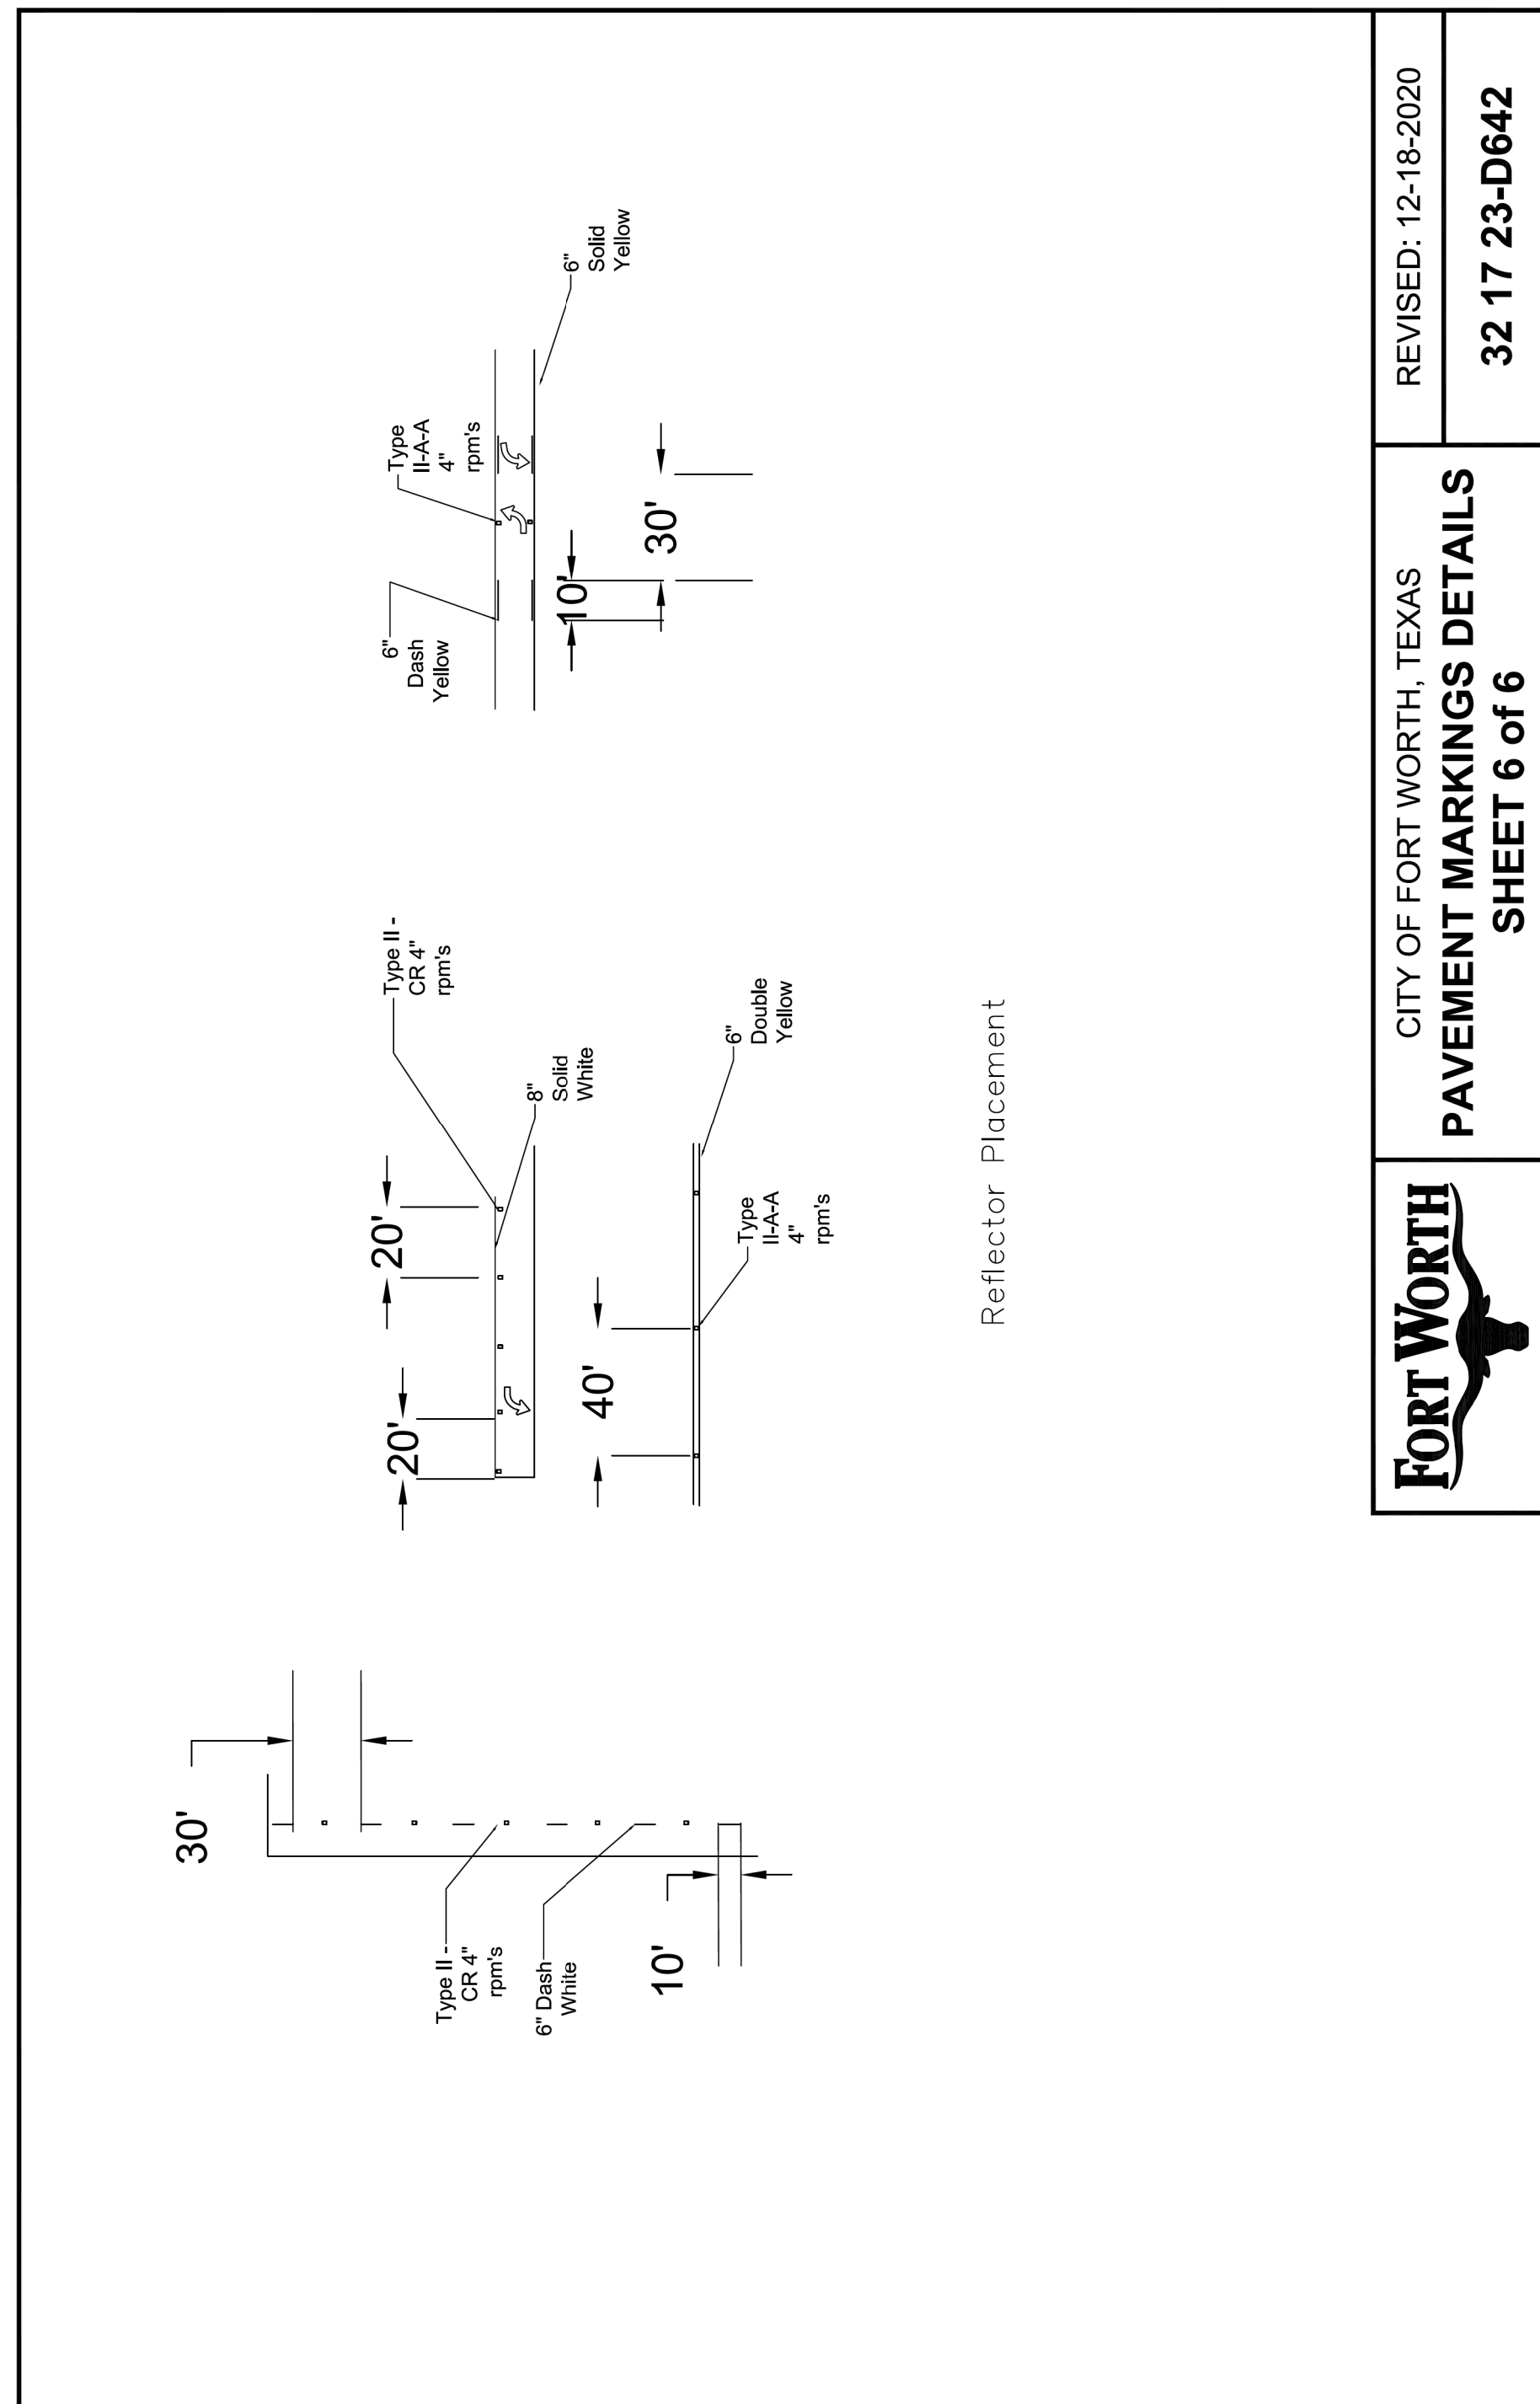 30'
Type II -
CR 4"
rpm's
6" Dash
White
10'
20'
20'
Type II -
CR 4"
rpm's
8"
Solid
White
40'
6"
Double
Yellow
Type
II-A-A
4"
rpm's
6"
Dash
Yellow
Type
II-A-A
4"
rpm's
6"
Solid
Yellow
10'
30'
Reflector Placement
FORT WORTH
CITY OF FORT WORTH, TEXAS
PAVEMENT MARKINGS DETAILS
SHEET 6 of 6
REVISED: 12-18-2020
32 17 23-D642